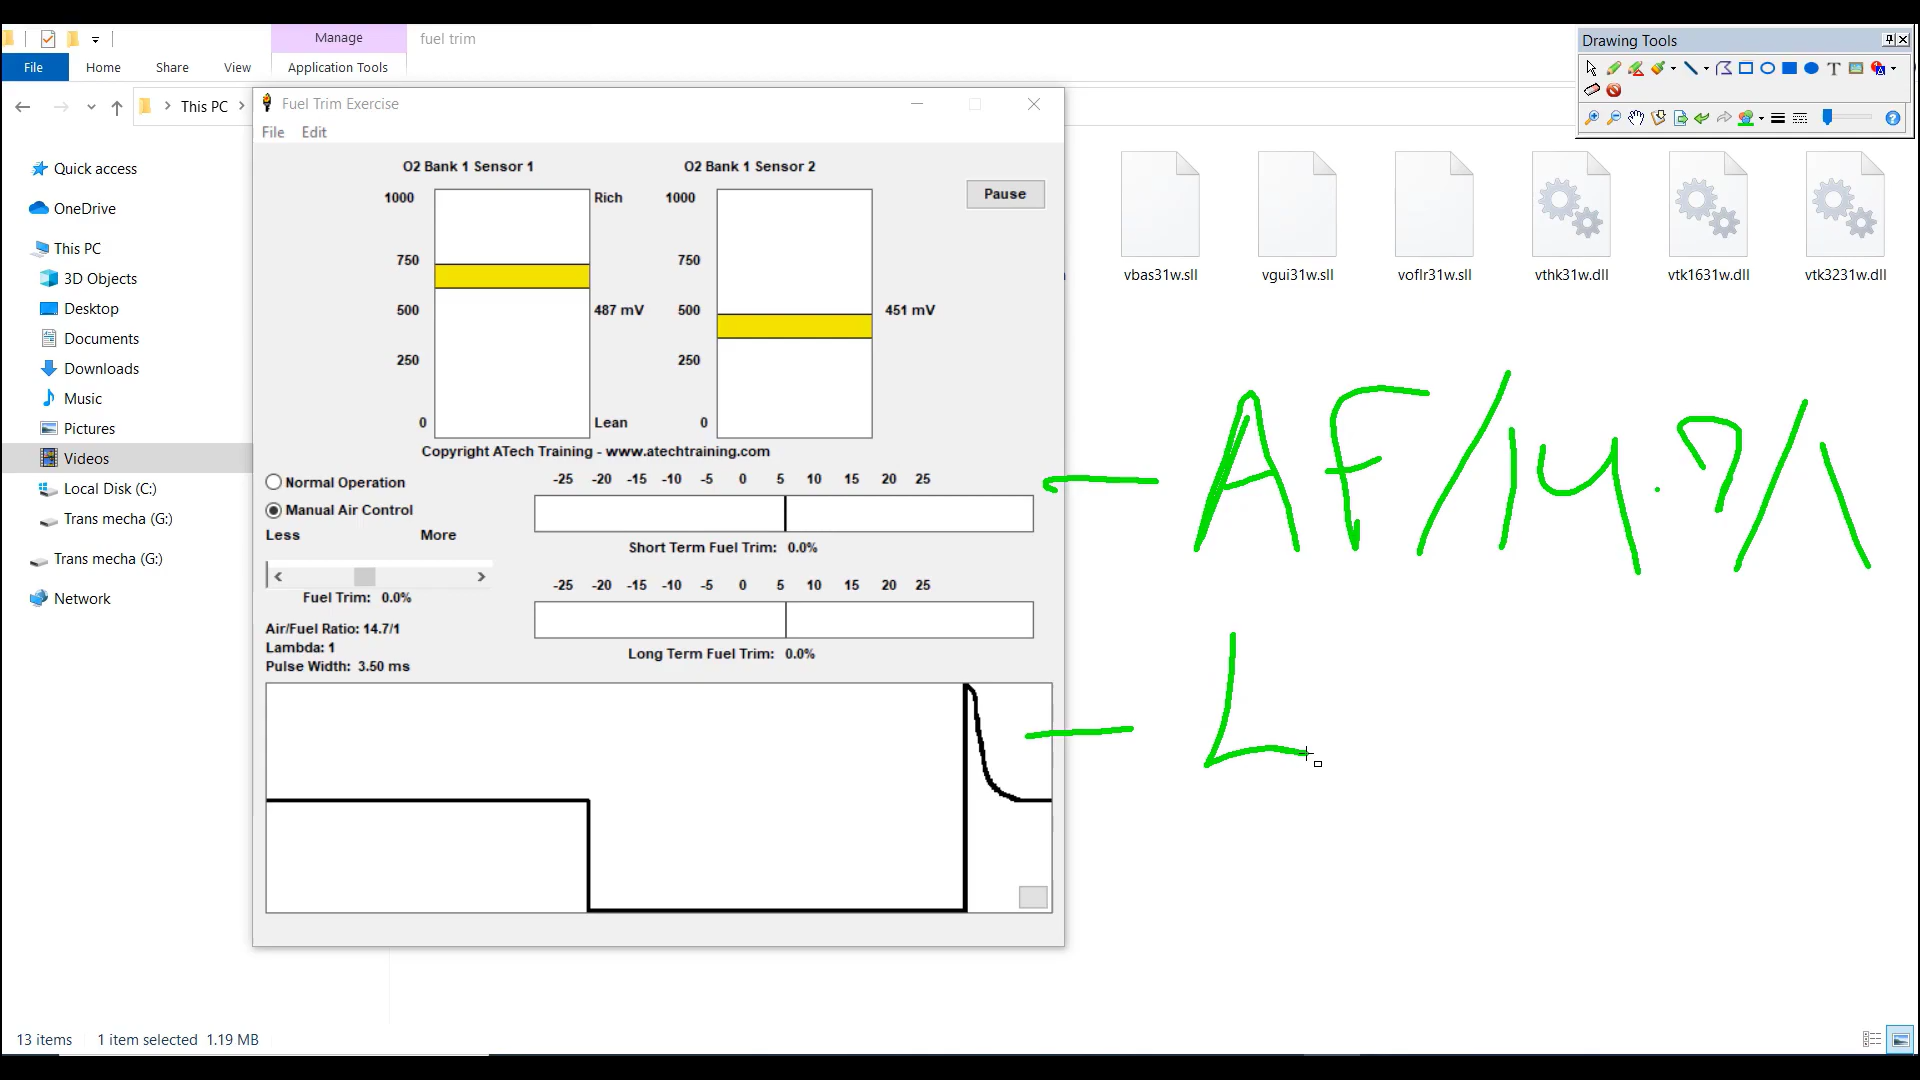 Manage
fuel trim
Drawing Tools
File Home Share View Application Tools
This PC
Fuel Trim Exercise
File Edit
Quick access
OneDrive
This PC
3D Objects
Desktop
Documents
Downloads
Music
Pictures
Videos
Local Disk (C:)
Trans mecha (G:)
Trans mecha (G:)
Network
O2 Bank 1 Sensor 1
O2 Bank 1 Sensor 2
Pause
1000 Rich 1000
750 750
500 487 mV 500 451 mV
250 250
0 Lean 0
Copyright ATech Training - www.atechtraining.com
Normal Operation
Manual Air Control
Less More
Fuel Trim: 0.0%
Air/Fuel Ratio: 14.7/1
Lambda: 1
Pulse Width: 3.50 ms
-25 -20 -15 -10 -5 0 5 10 15 20 25
Short Term Fuel Trim: 0.0%
-25 -20 -15 -10 -5 0 5 10 15 20 25
Long Term Fuel Trim: 0.0%
vbas31w.sll vgui31w.sll voflr31w.sll vthk31w.dll vtk1631w.dll vtk3231w.dll
AF/14.7/1
L
13 items 1 item selected 1.19 MB